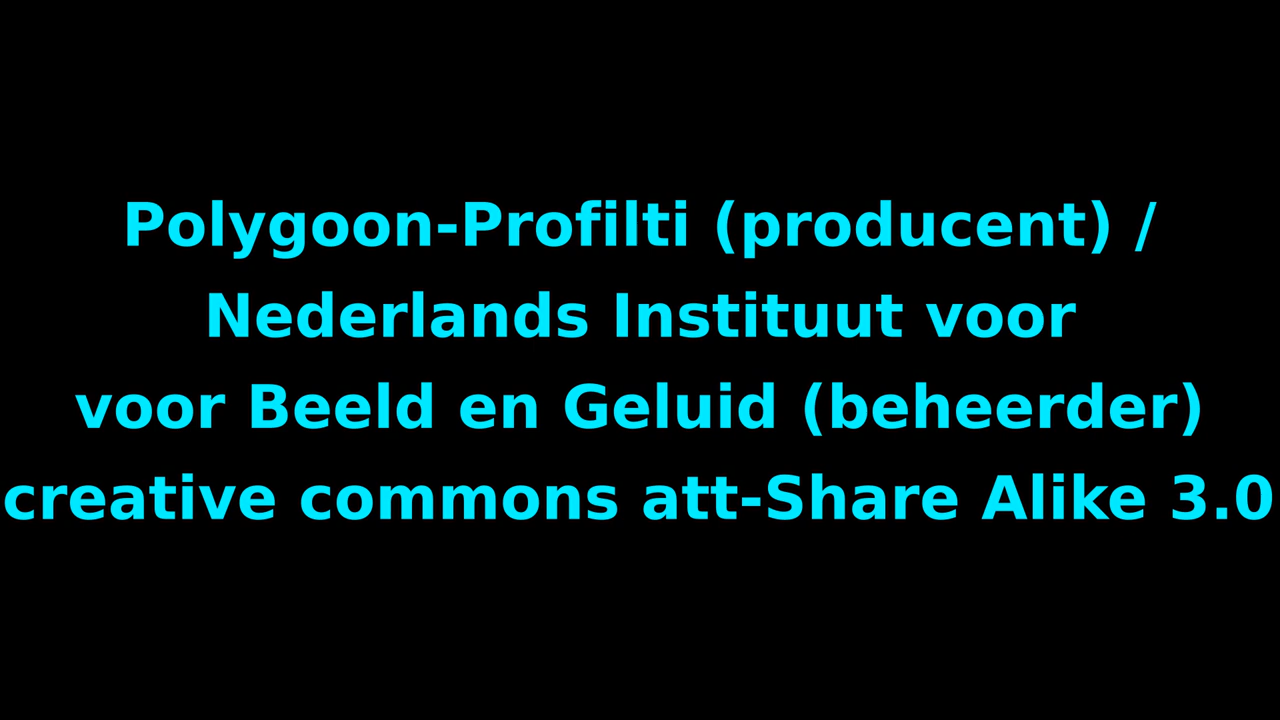 Polygoon-Profilti (producent) /
Nederlands Instituut voor
voor Beeld en Geluid (beheerder)
creative commons att-Share Alike 3.0